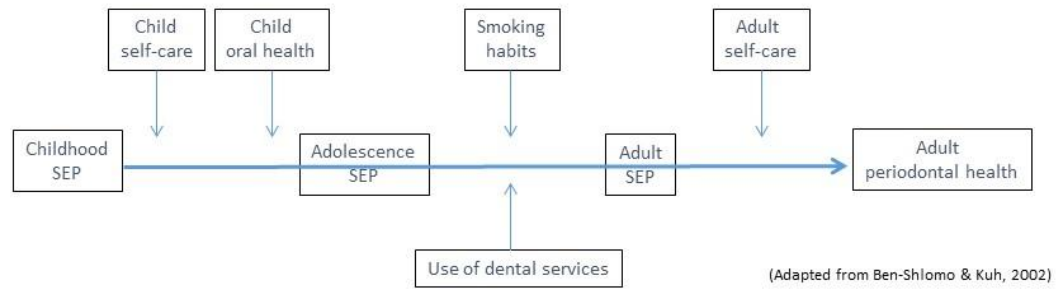 Child
self-care
Child
oral health
Smoking
habits
Adult
self-care
Childhood
SEP
Adolescence
SEP
Adult
SEP
Adult
periodontal health
Use of dental services
(Adapted from Ben-Shlomo & Kuh, 2002)